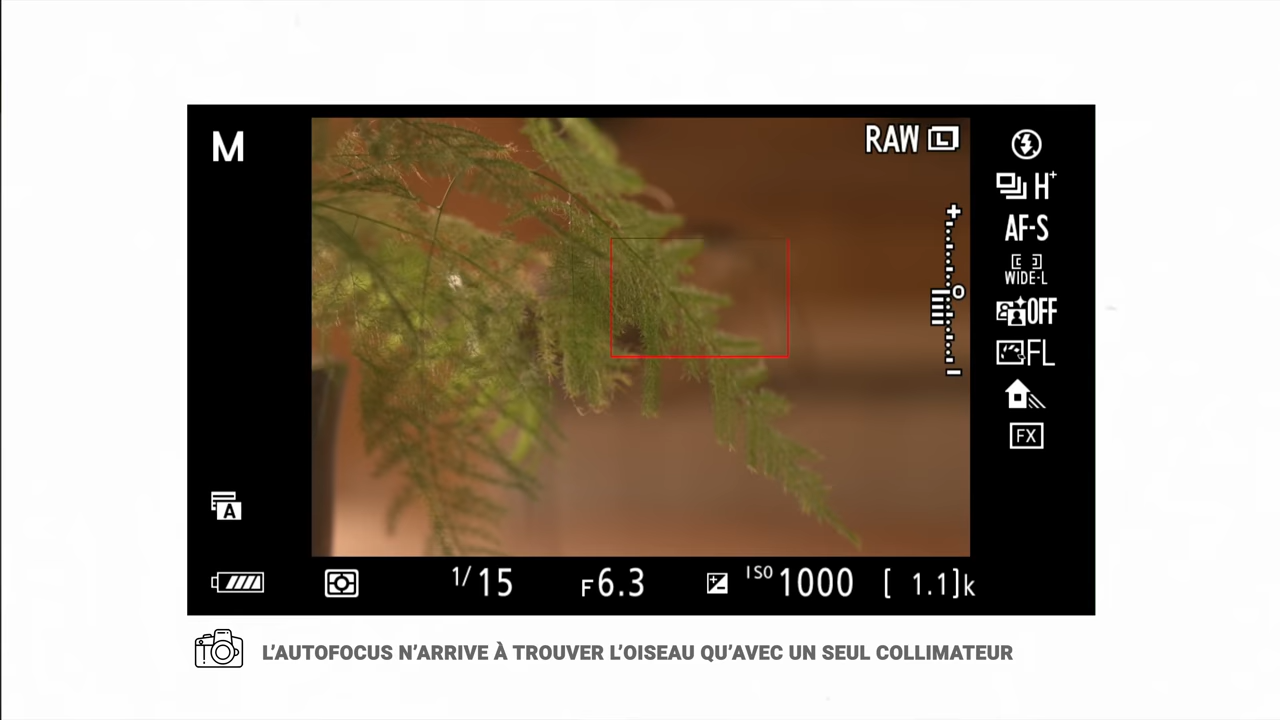 M
RAW L
H+
AF-S
WIDE-L
OFF
FL
FX
A
1/15
F6.3
ISO 1000
[ 1.1]k
L'AUTOFOCUS N'ARRIVE À TROUVER L'OISEAU QU'AVEC UN SEUL COLLIMATEUR